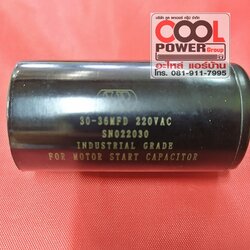 COOL
POWER
Group
อะไหล่ แอร์บ้าน
โทร. 081-911-7995
30-36MFD 220VAC
SN022030
INDUSTRIAL GRADE
FOR MOTOR START CAPACITOR